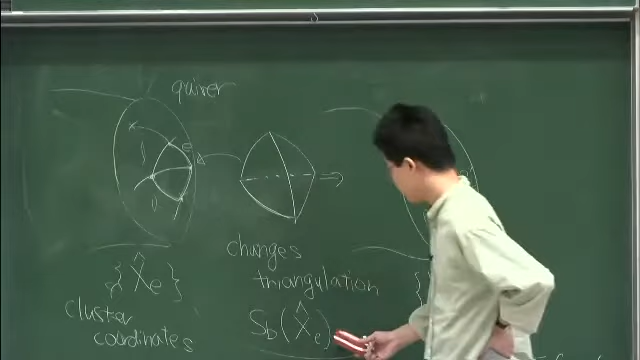 quiver
e
⇒
{X̂e}
cluster
coordinates
changes
triangulation
Sb(X̂e)
{